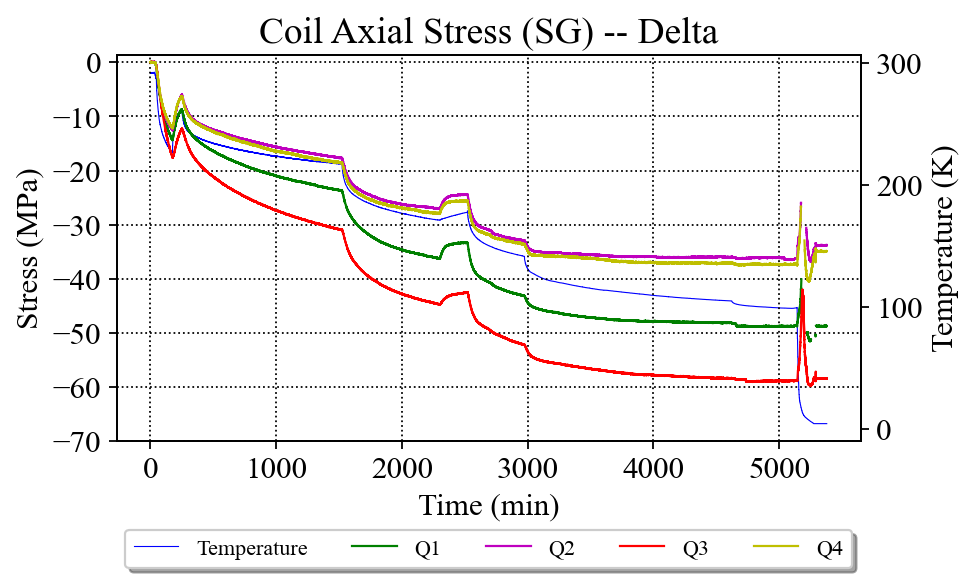 Coil Axial Stress (SG) -- Delta
0
−10
−20
−30
−40
−50
−60
−70
Stress (MPa)
300
200
100
0
Temperature (K)
0 1000 2000 3000 4000 5000
Time (min)
Temperature Q1 Q2 Q3 Q4